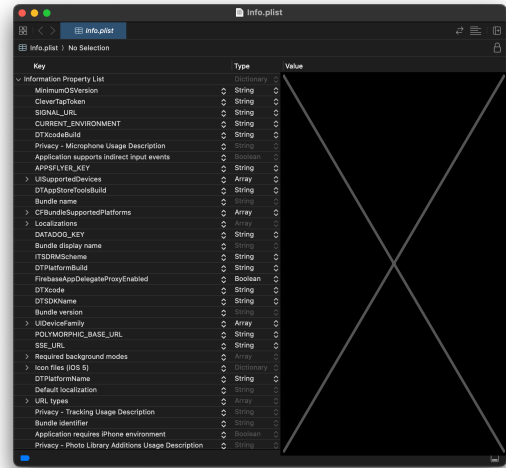 Info.plist
Info.plist
Info.plist No Selection
Key Type Value
Information Property List Dictionary
MinimumOSVersion String
CleverTapToken String
SIGNAL_URL String
CURRENT_ENVIRONMENT String
DTXcodeBuild String
Privacy - Microphone Usage Description String
Application supports indirect input events Boolean
APPSFLYER_KEY String
UISupportedDevices Array
DTAppStoreToolsBuild String
Bundle name String
CFBundleSupportedPlatforms Array
Localizations Array
DATADOG_KEY String
Bundle display name String
ITSDRMScheme String
DTPlatformBuild String
FirebaseAppDelegateProxyEnabled Boolean
DTXcode String
DTSDKName String
Bundle version String
UIDeviceFamily Array
POLYMORPHIC_BASE_URL String
SSE_URL String
Required background modes Array
Icon files (iOS 5) Dictionary
DTPlatformName String
Default localization String
URL types Array
Privacy - Tracking Usage Description String
Bundle identifier String
Application requires iPhone environment Boolean
Privacy - Photo Library Additions Usage Description String